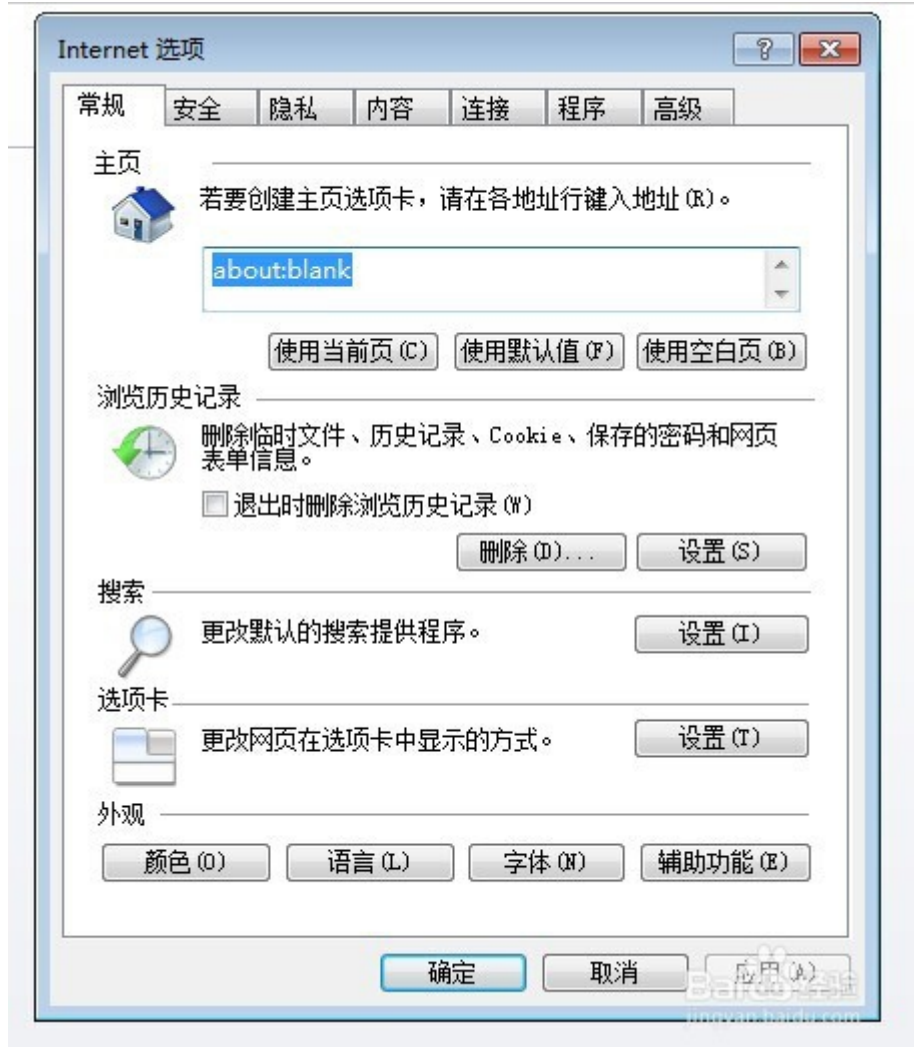 Internet 选项
常规 安全 隐私 内容 连接 程序 高级
主页
若要创建主页选项卡，请在各地址行键入地址(R)。
about:blank
使用当前页(C) 使用默认值(F) 使用空白页(B)
浏览历史记录
删除临时文件、历史记录、Cookie、保存的密码和网页
表单信息。
退出时删除浏览历史记录(W)
删除(D)... 设置(S)
搜索
更改默认的搜索提供程序。 设置(I)
选项卡
更改网页在选项卡中显示的方式。 设置(T)
外观
颜色(O) 语言(L) 字体(N) 辅助功能(E)
确定 取消 应用(A)
Baidu 经验
jingyan.baidu.com